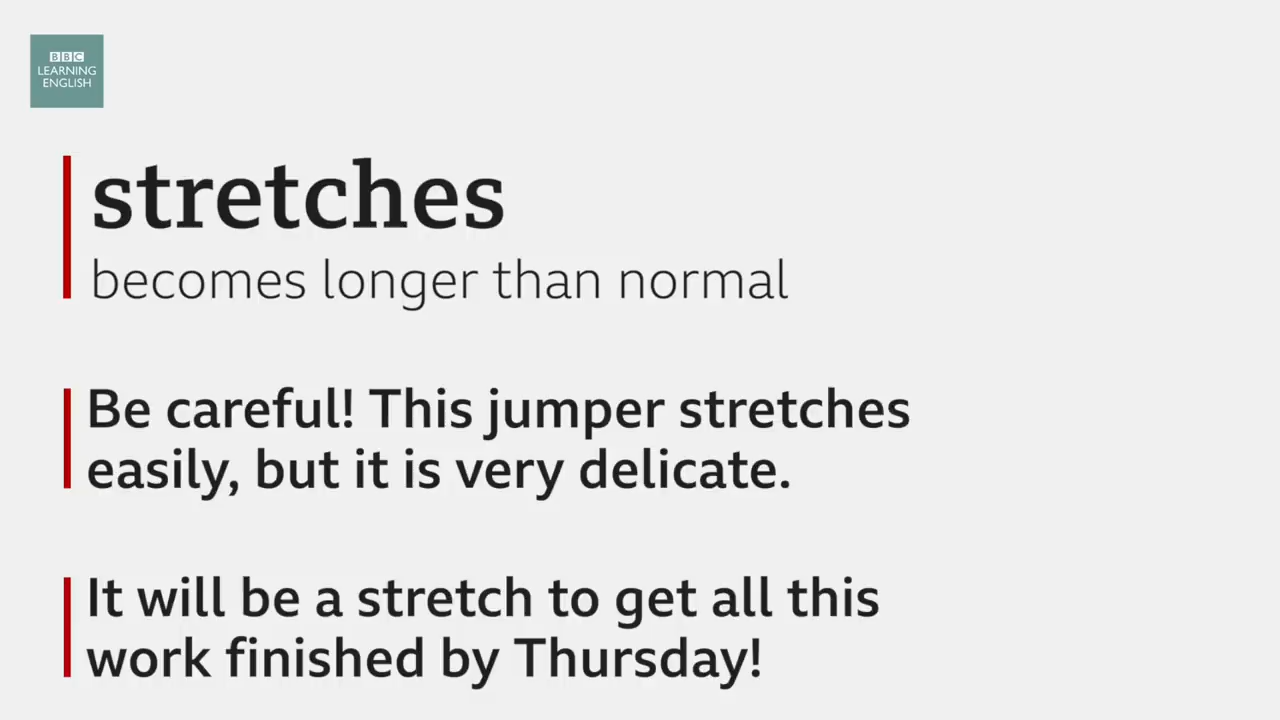 BBC
LEARNING
ENGLISH
stretches
becomes longer than normal
Be careful! This jumper stretches
easily, but it is very delicate.
It will be a stretch to get all this
work finished by Thursday!